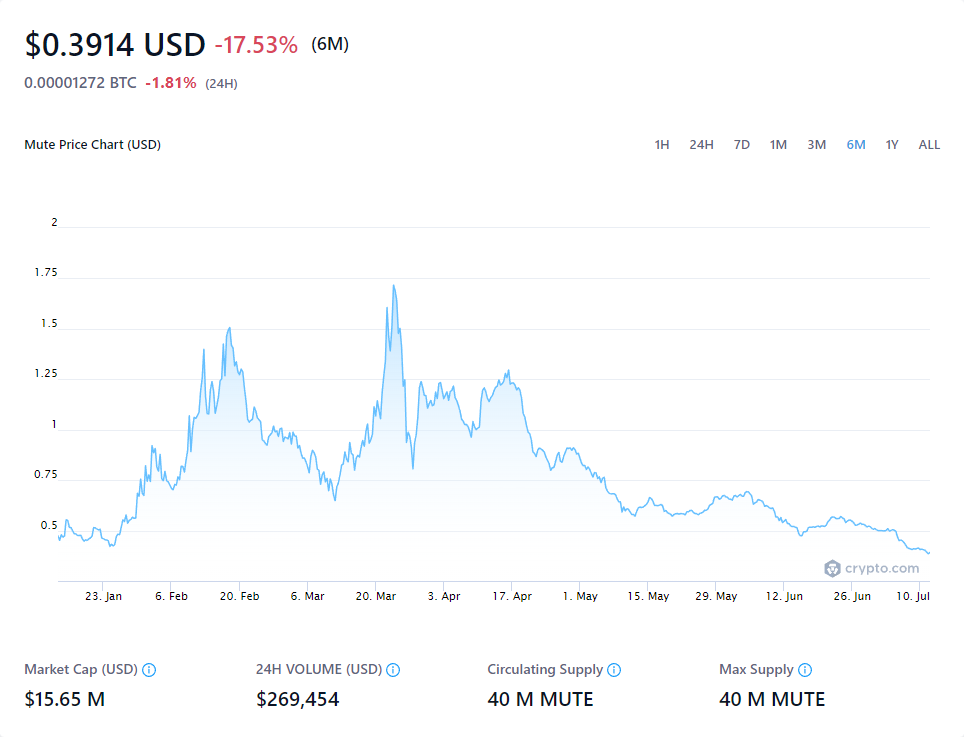 $0.3914 USD -17.53% (6M)
0.00001272 BTC -1.81% (24H)
Mute Price Chart (USD) 1H 24H 7D 1M 3M 6M 1Y ALL
2
1.75
1.5
1.25
1
0.75
0.5
crypto.com
23. Jan 6. Feb 20. Feb 6. Mar 20. Mar 3. Apr 17. Apr 1. May 15. May 29. May 12. Jun 26. Jun 10. Jul
Market Cap (USD) 24H VOLUME (USD) Circulating Supply Max Supply
$15.65 M $269,454 40 M MUTE 40 M MUTE